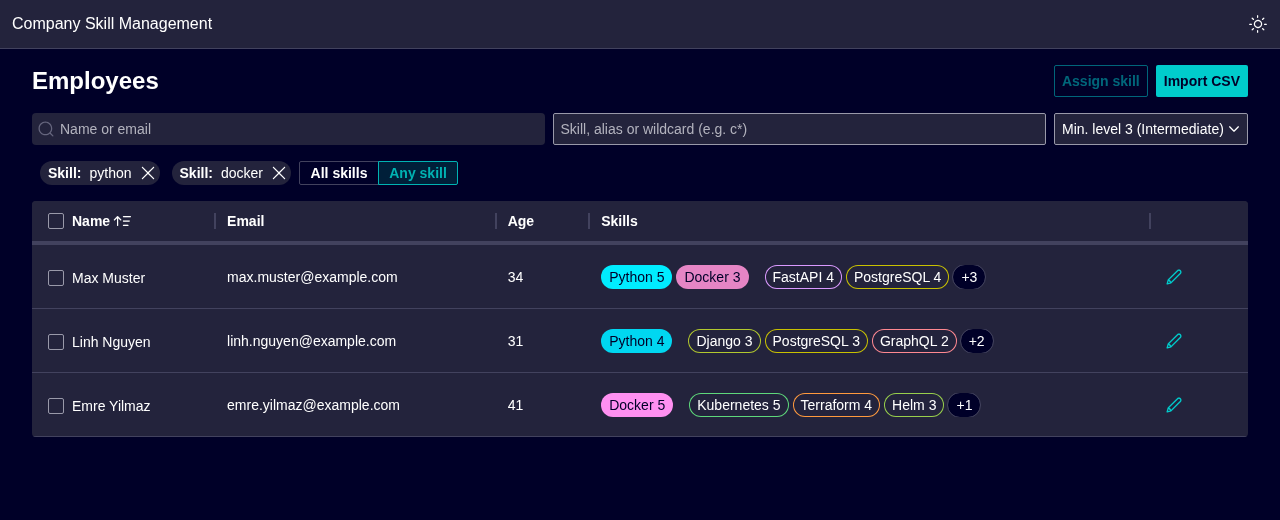 Company Skill Management
Employees
Assign skill
Import CSV
Name or email
Skill, alias or wildcard (e.g. c*)
Min. level 3 (Intermediate)
Skill: python
Skill: docker
All skills
Any skill
Name Email Age Skills
Max Muster max.muster@example.com 34 Python 5 Docker 3 FastAPI 4 PostgreSQL 4 +3
Linh Nguyen linh.nguyen@example.com 31 Python 4 Django 3 PostgreSQL 3 GraphQL 2 +2
Emre Yilmaz emre.yilmaz@example.com 41 Docker 5 Kubernetes 5 Terraform 4 Helm 3 +1